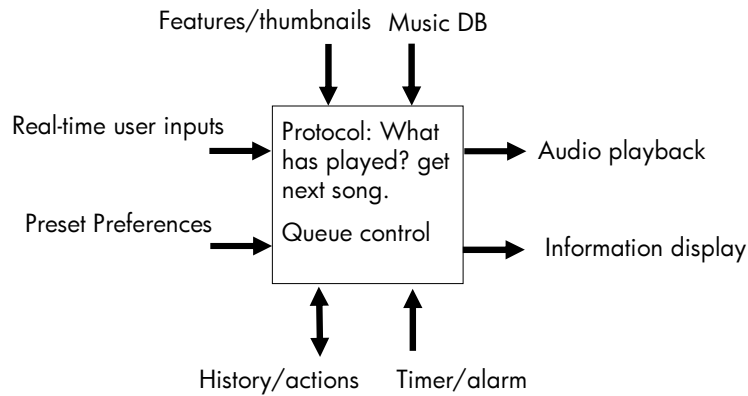 Features/thumbnails Music DB
Real-time user inputs
Protocol: What
has played? get
next song.
Audio playback
Preset Preferences
Queue control
Information display
History/actions Timer/alarm